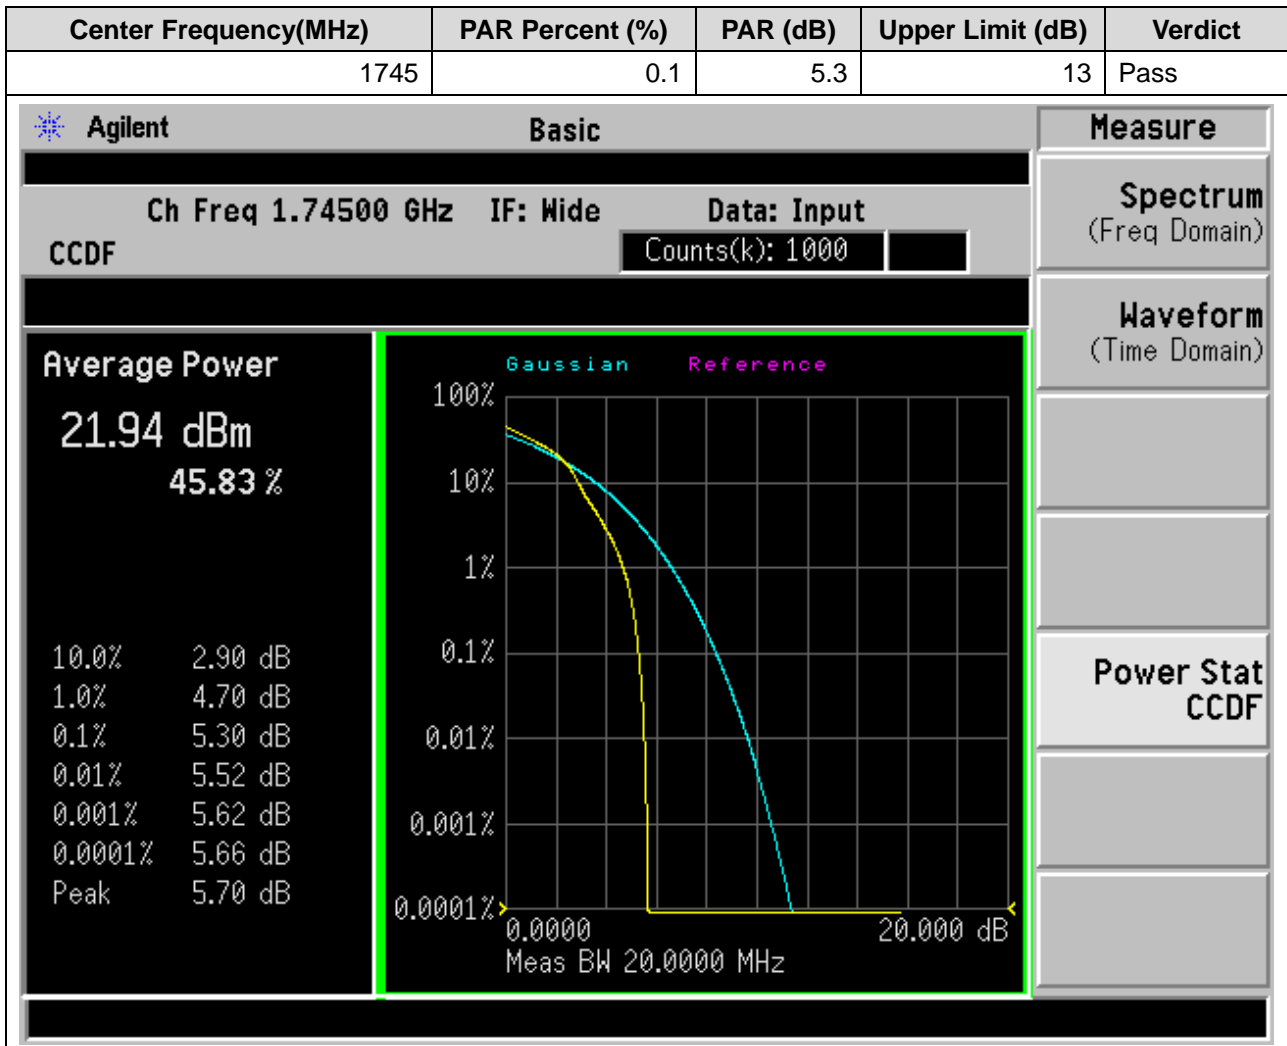 Center Frequency(MHz) PAR Percent (%) PAR (dB) Upper Limit (dB) Verdict
1745 0.1 5.3 13 Pass
Agilent Basic Measure
Ch Freq 1.74500 GHz IF: Wide Data: Input
CCDF Counts(k): 1000
Spectrum
(Freq Domain)
Waveform
(Time Domain)
Power Stat
CCDF
Average Power
21.94 dBm
45.83 %
10.0% 2.90 dB
1.0% 4.70 dB
0.1% 5.30 dB
0.01% 5.52 dB
0.001% 5.62 dB
0.0001% 5.66 dB
Peak 5.70 dB
Gaussian Reference
100%
10%
1%
0.1%
0.01%
0.001%
0.0001%
0.0000 20.000 dB
Meas BW 20.0000 MHz